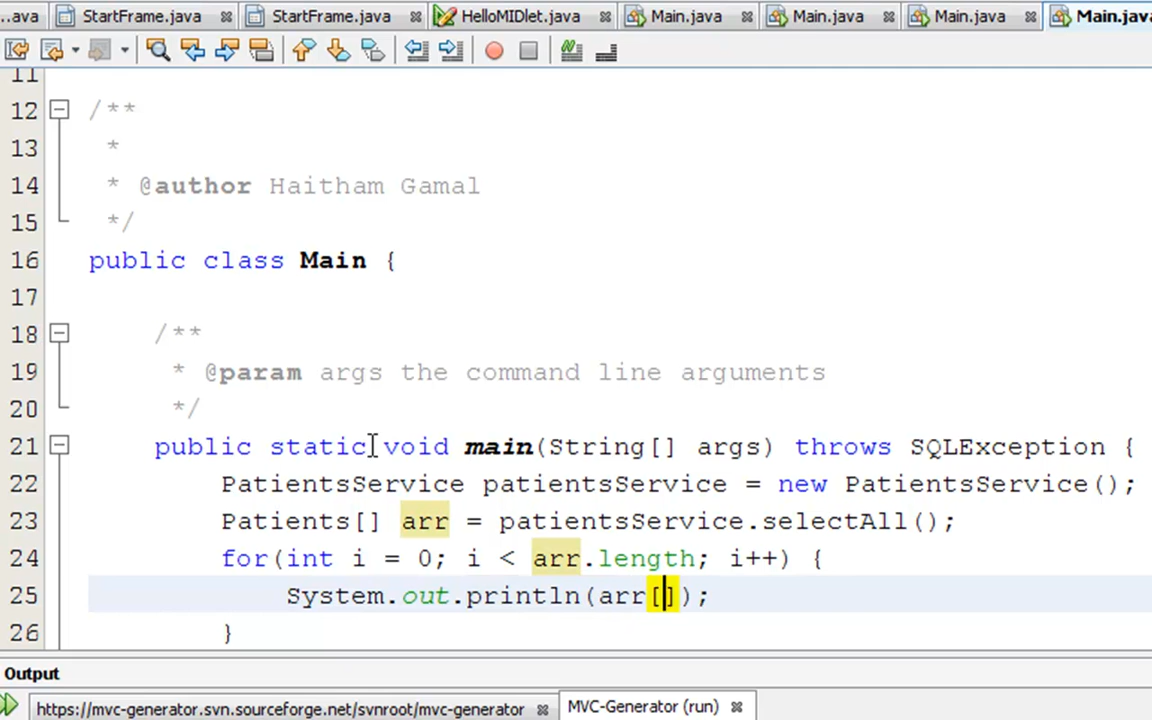 ..ava StartFrame.java StartFrame.java HelloMIDlet.java Main.java Main.java Main.java Main.java
11
12 /**
13 *
14 * @author Haitham Gamal
15 */
16 public class Main {
17
18 /**
19 * @param args the command line arguments
20 */
21 public static void main(String[] args) throws SQLException {
22 PatientsService patientsService = new PatientsService();
23 Patients[] arr = patientsService.selectAll();
24 for(int i = 0; i < arr.length; i++) {
25 System.out.println(arr[]);
26 }
Output
https://mvc-generator.svn.sourceforge.net/svnroot/mvc-generator MVC-Generator (run)